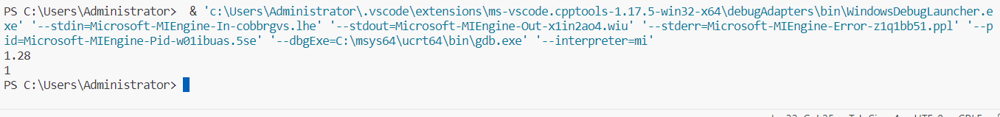 PS C:\Users\Administrator>  & 'c:\Users\Administrator\.vscode\extensions\ms-vscode.cpptools-1.17.5-win32-x64\debugAdapters\bin\WindowsDebugLauncher.e
xe' '--stdin=Microsoft-MIEngine-In-cobbrgvs.lhe' '--stdout=Microsoft-MIEngine-Out-x1in2ao4.wiu' '--stderr=Microsoft-MIEngine-Error-z1q1bb51.ppl' '--p
id=Microsoft-MIEngine-Pid-w01ibuas.5se' '--dbgExe=C:\msys64\ucrt64\bin\gdb.exe' '--interpreter=mi'
1.28
1
PS C:\Users\Administrator>